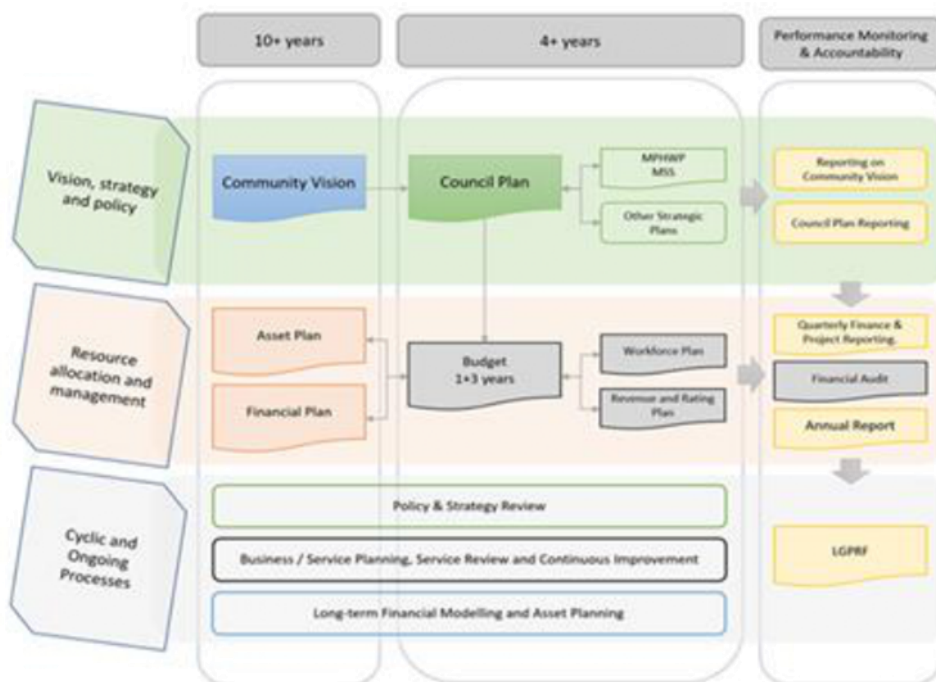 10+ years
4+ years
Performance Monitoring
& Accountability
Vision, strategy
and policy
Community Vision
Council Plan
MPHWP
MSS
Other Strategic
Plans
Reporting on
Community Vision
Council Plan Reporting
Resource
allocation and
management
Asset Plan
Financial Plan
Budget
1+3 years
Workforce Plan
Revenue and Rating
Plan
Quarterly Finance &
Project Reporting.
Financial Audit
Annual Report
Cyclic and
Ongoing
Processes
Policy & Strategy Review
Business / Service Planning, Service Review and Continuous Improvement
Long-term Financial Modelling and Asset Planning
LGPRF